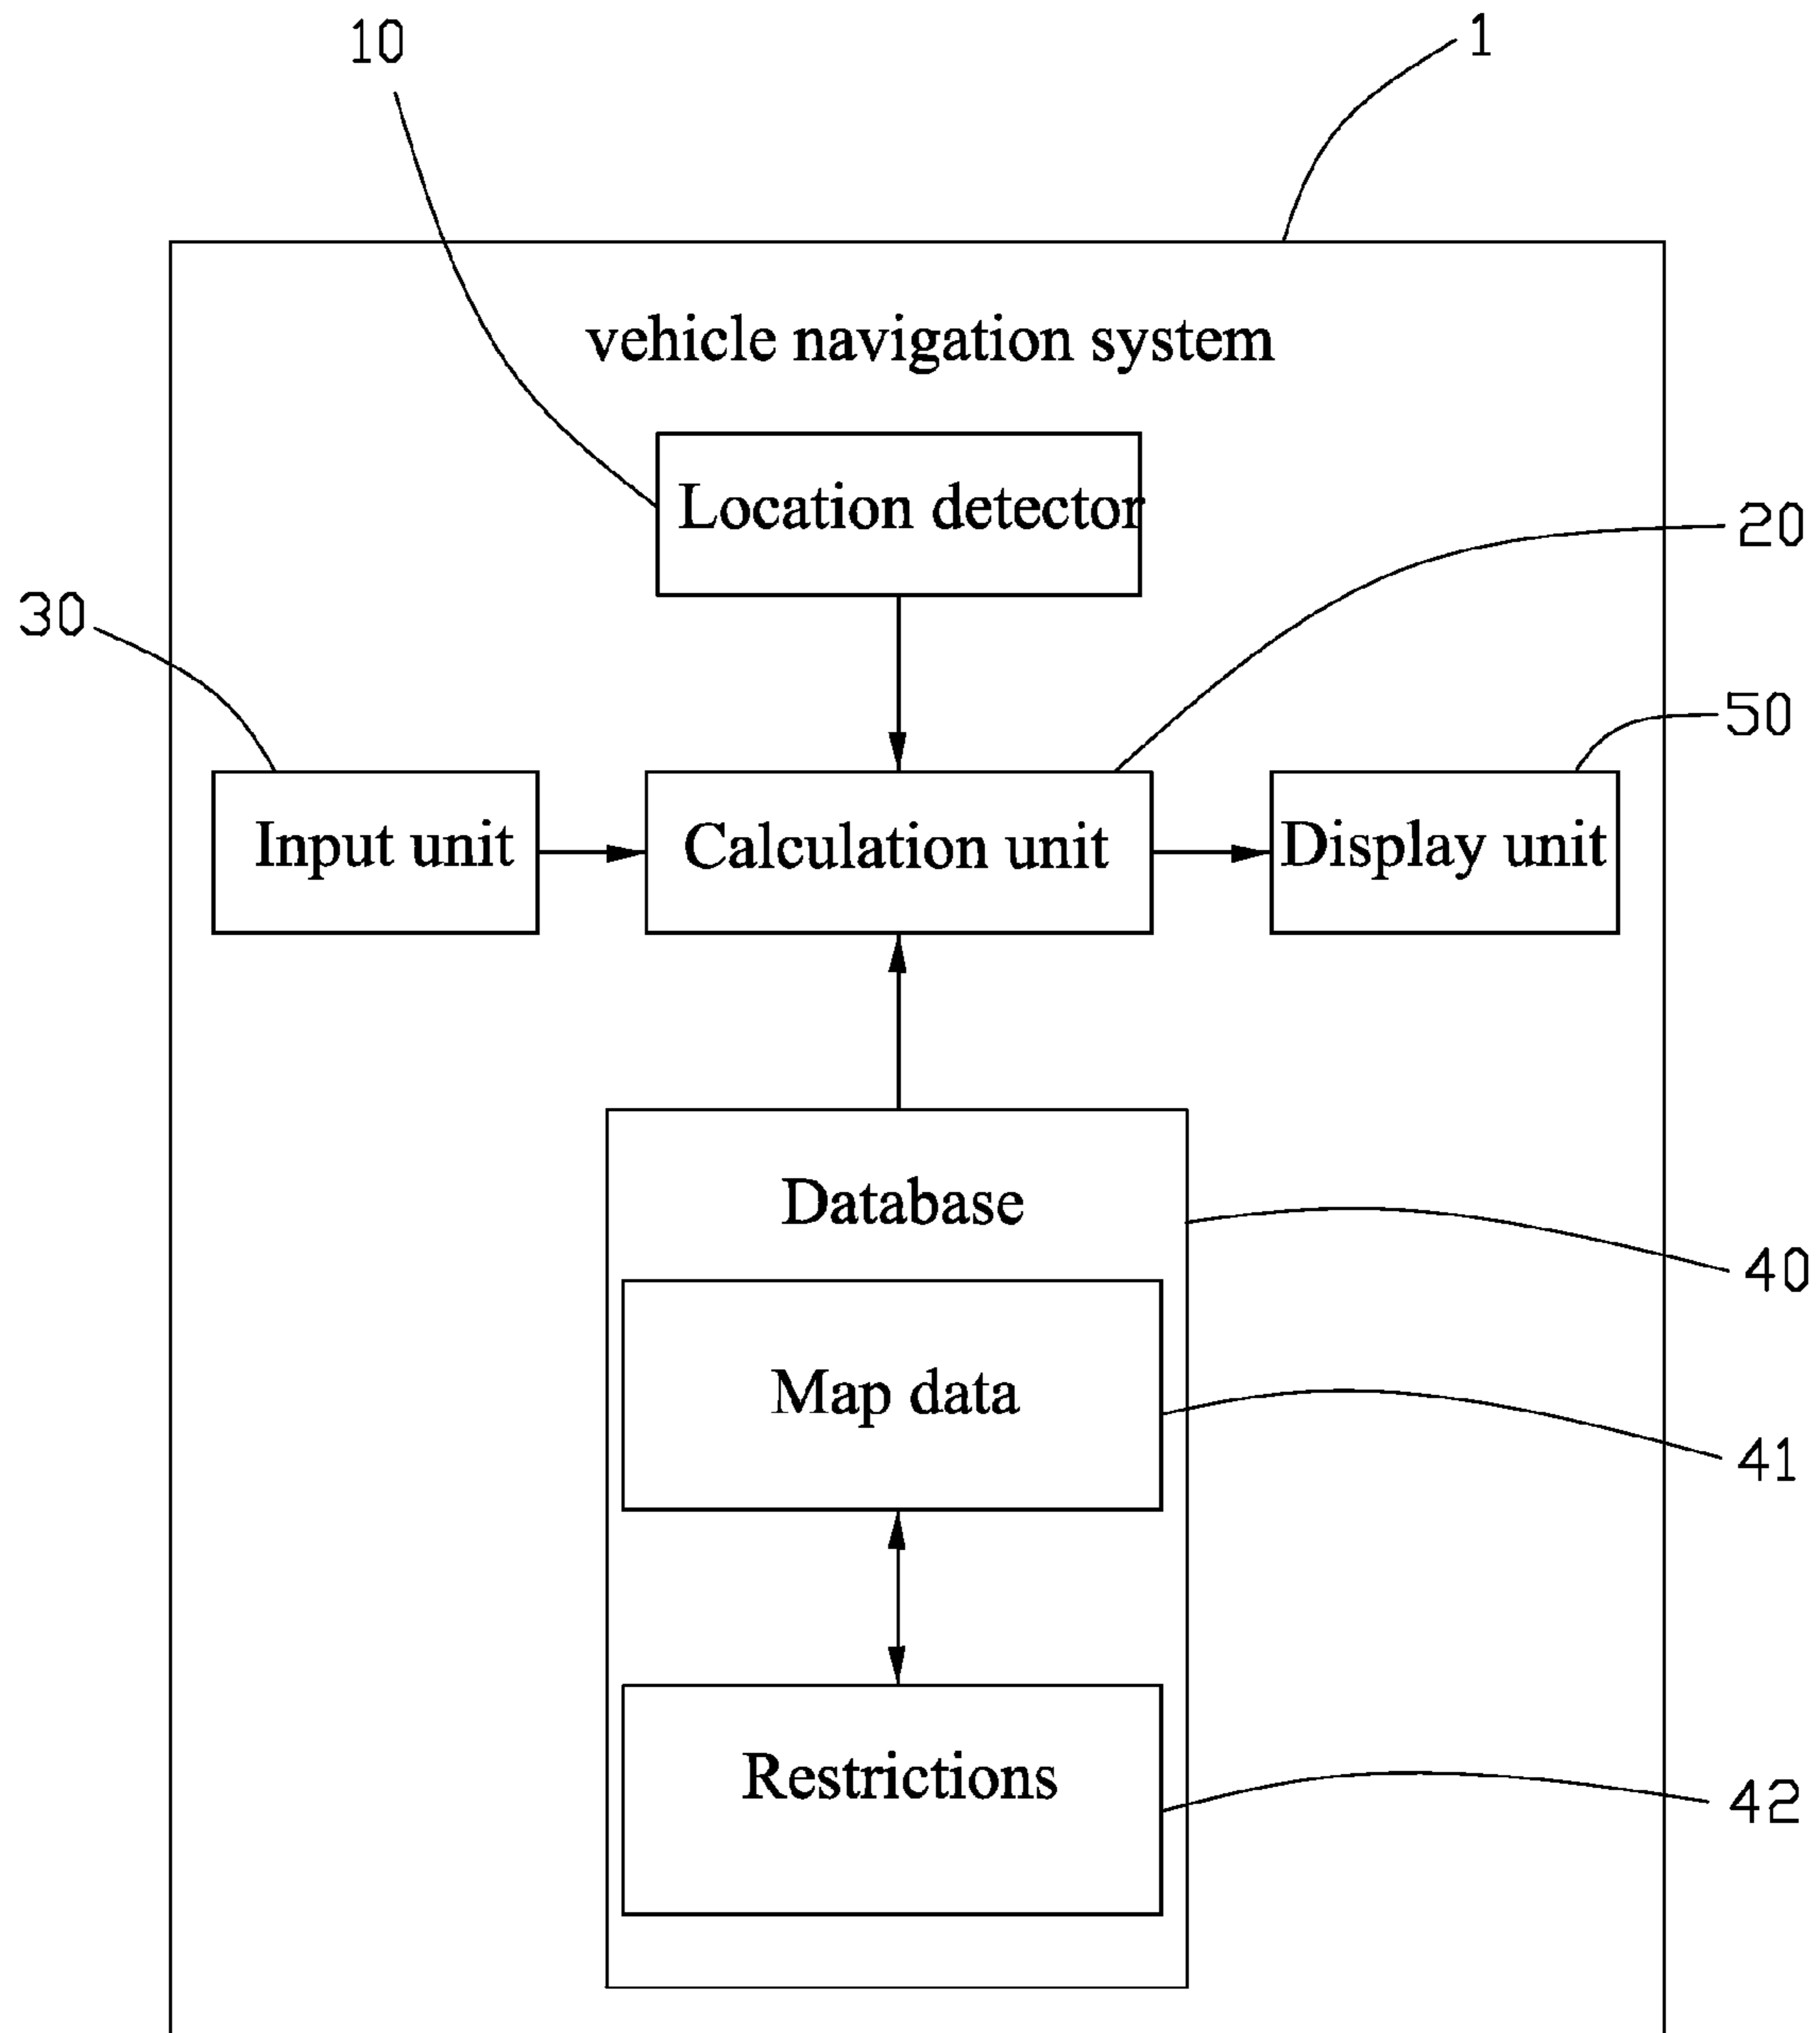 10
1
vehicle navigation system
Location detector
20
30
50
Input unit
Calculation unit
Display unit
Database
40
Map data
41
Restrictions
42